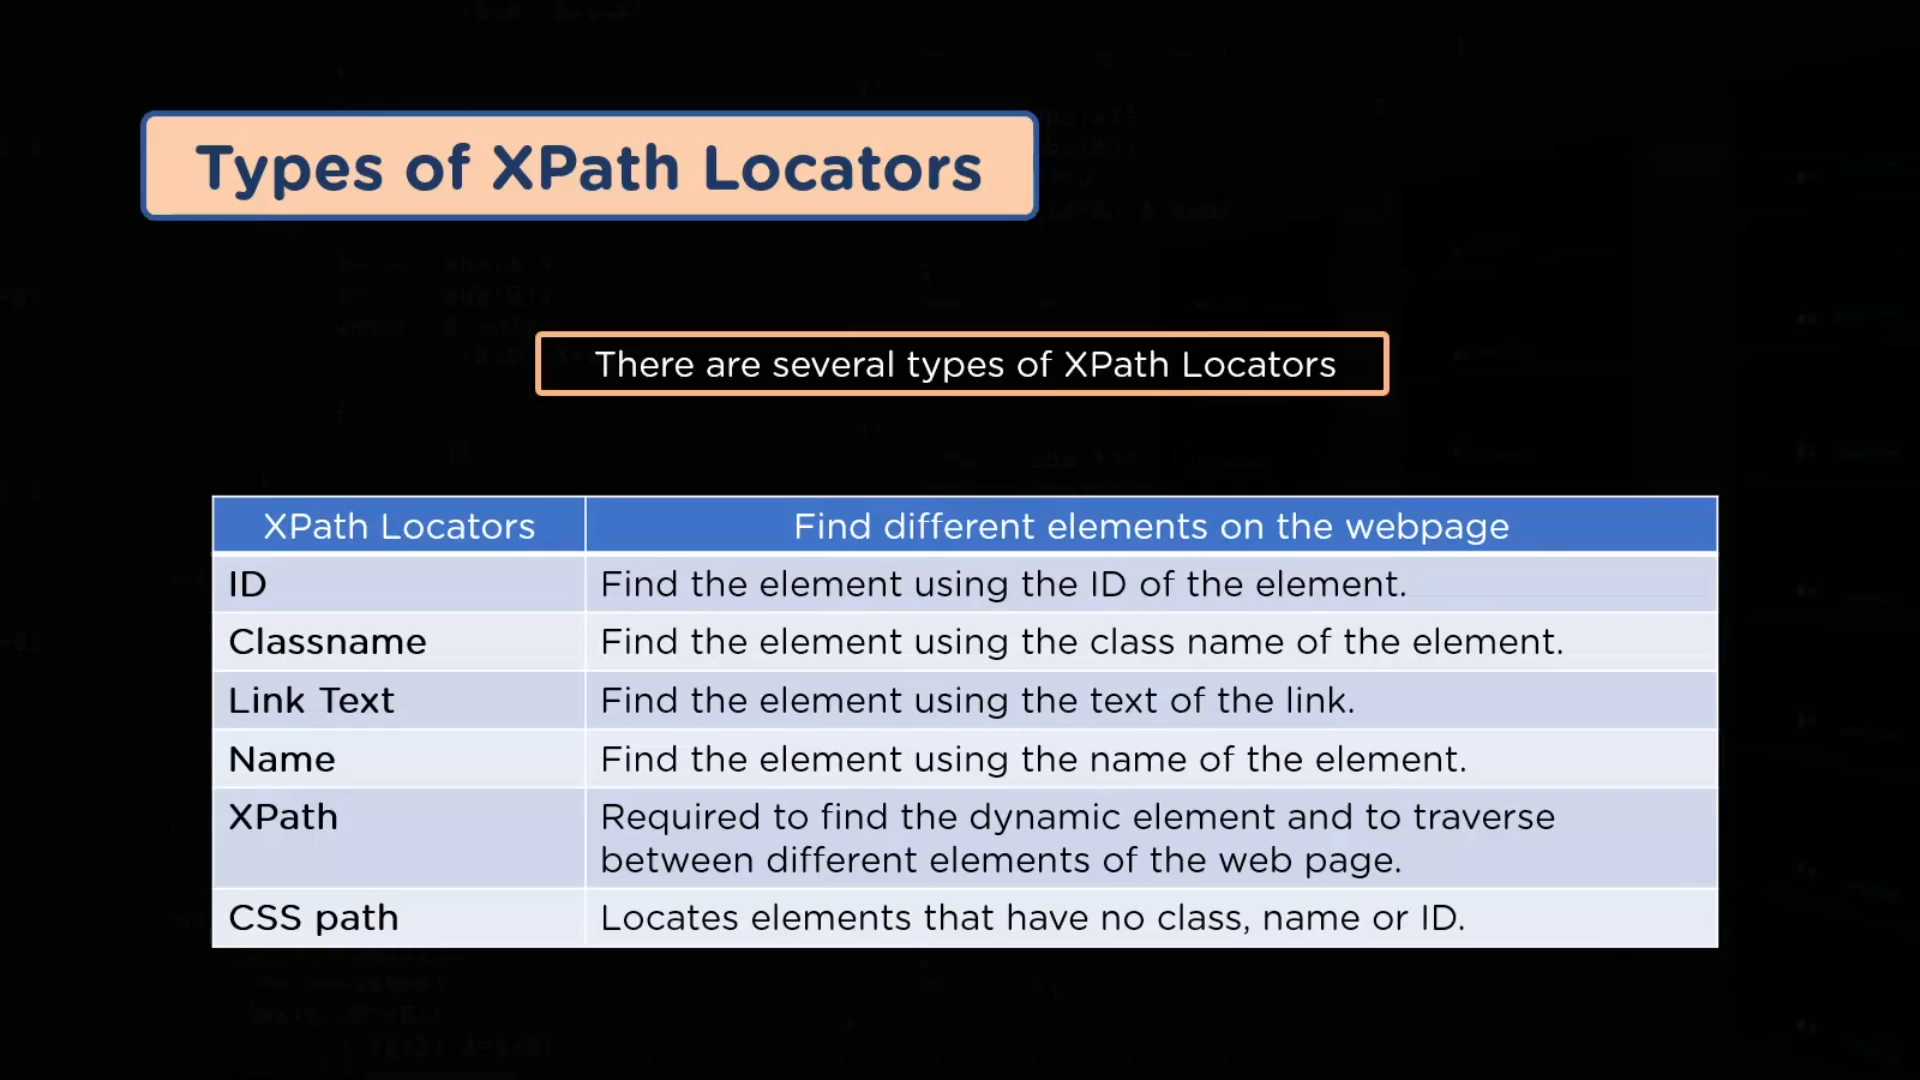 Types of XPath Locators
There are several types of XPath Locators
XPath Locators
Find different elements on the webpage
ID
Find the element using the ID of the element.
Classname
Find the element using the class name of the element.
Link Text
Find the element using the text of the link.
Name
Find the element using the name of the element.
XPath
Required to find the dynamic element and to traverse
between different elements of the web page.
CSS path
Locates elements that have no class, name or ID.